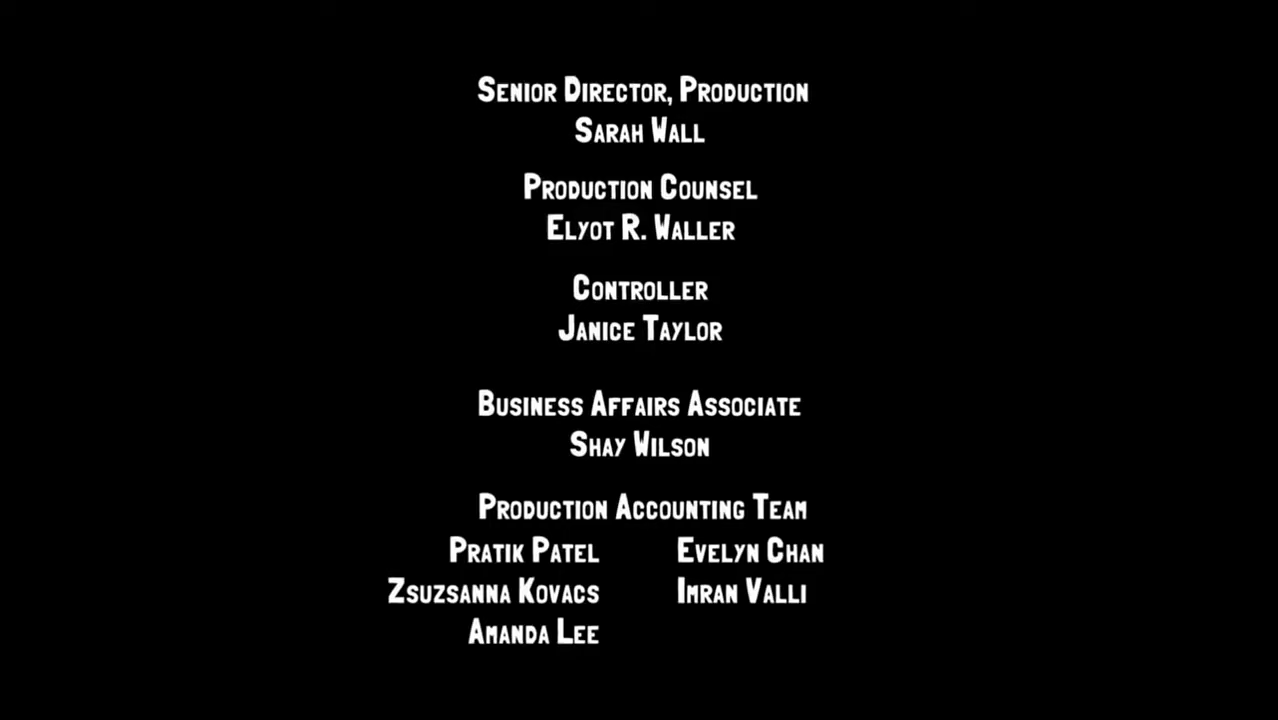 Senior Director, Production
Sarah Wall
Production Counsel
Elyot R. Waller
Controller
Janice Taylor
Business Affairs Associate
Shay Wilson
Production Accounting Team
Pratik Patel Evelyn Chan
Zsuzsanna Kovacs Imran Valli
Amanda Lee